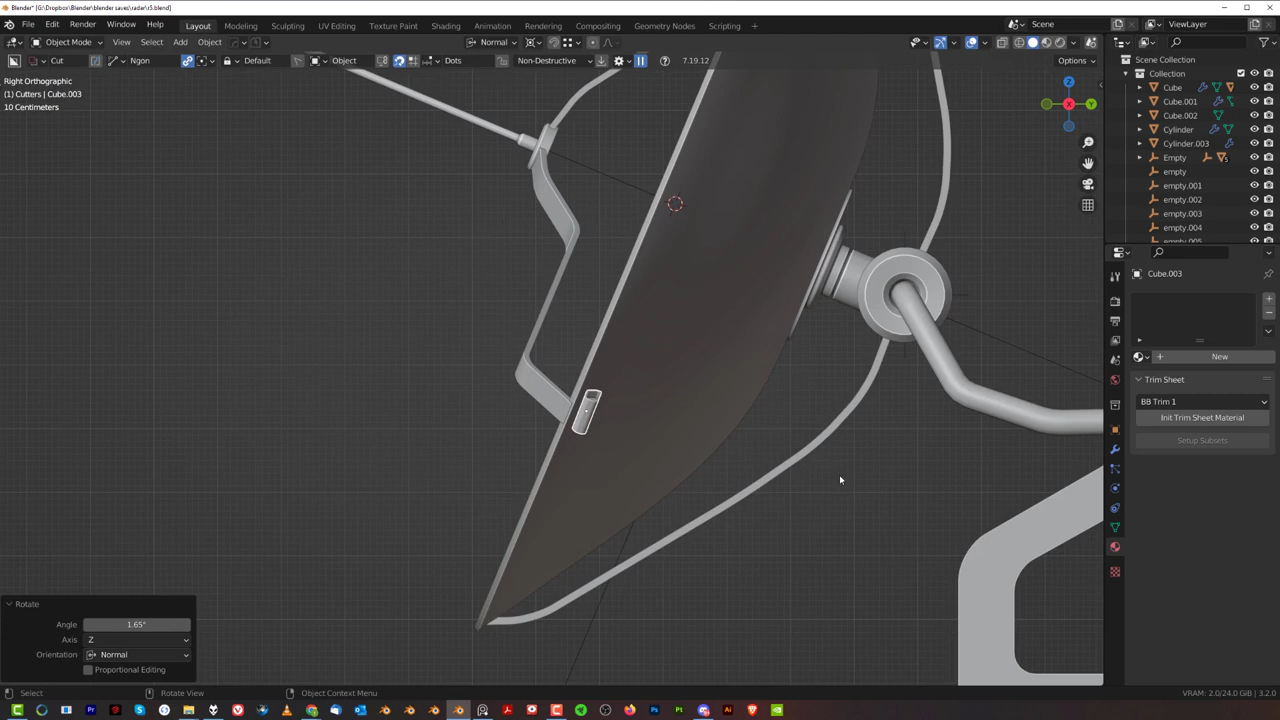 Blender* [G:\Dropbox\Blender\blender saves\radar\r5.blend]
File Edit Render Window Help Layout Modeling Sculpting UV Editing Texture Paint Shading Animation Rendering Compositing Geometry Nodes Scripting + Scene ViewLayer
Object Mode View Select Add Object Normal
Cut Ngon Default Object Dots Non-Destructive 7.19.12 Options
Right Orthographic
(1) Cutters | Cube.003
10 Centimeters
Z
X
Y
Scene Collection
Collection
Cube
Cube.001
Cube.002
Cylinder
Cylinder.003
Empty 5
empty
empty.001
empty.002
empty.003
empty.004
empty.005
Cube.003
New
Trim Sheet
BB Trim 1
Init Trim Sheet Material
Setup Subsets
Rotate
Angle 1.65°
Axis Z
Orientation Normal
Proportional Editing
Select Rotate View Object Context Menu VRAM: 2.0/24.0 GiB | 3.2.0